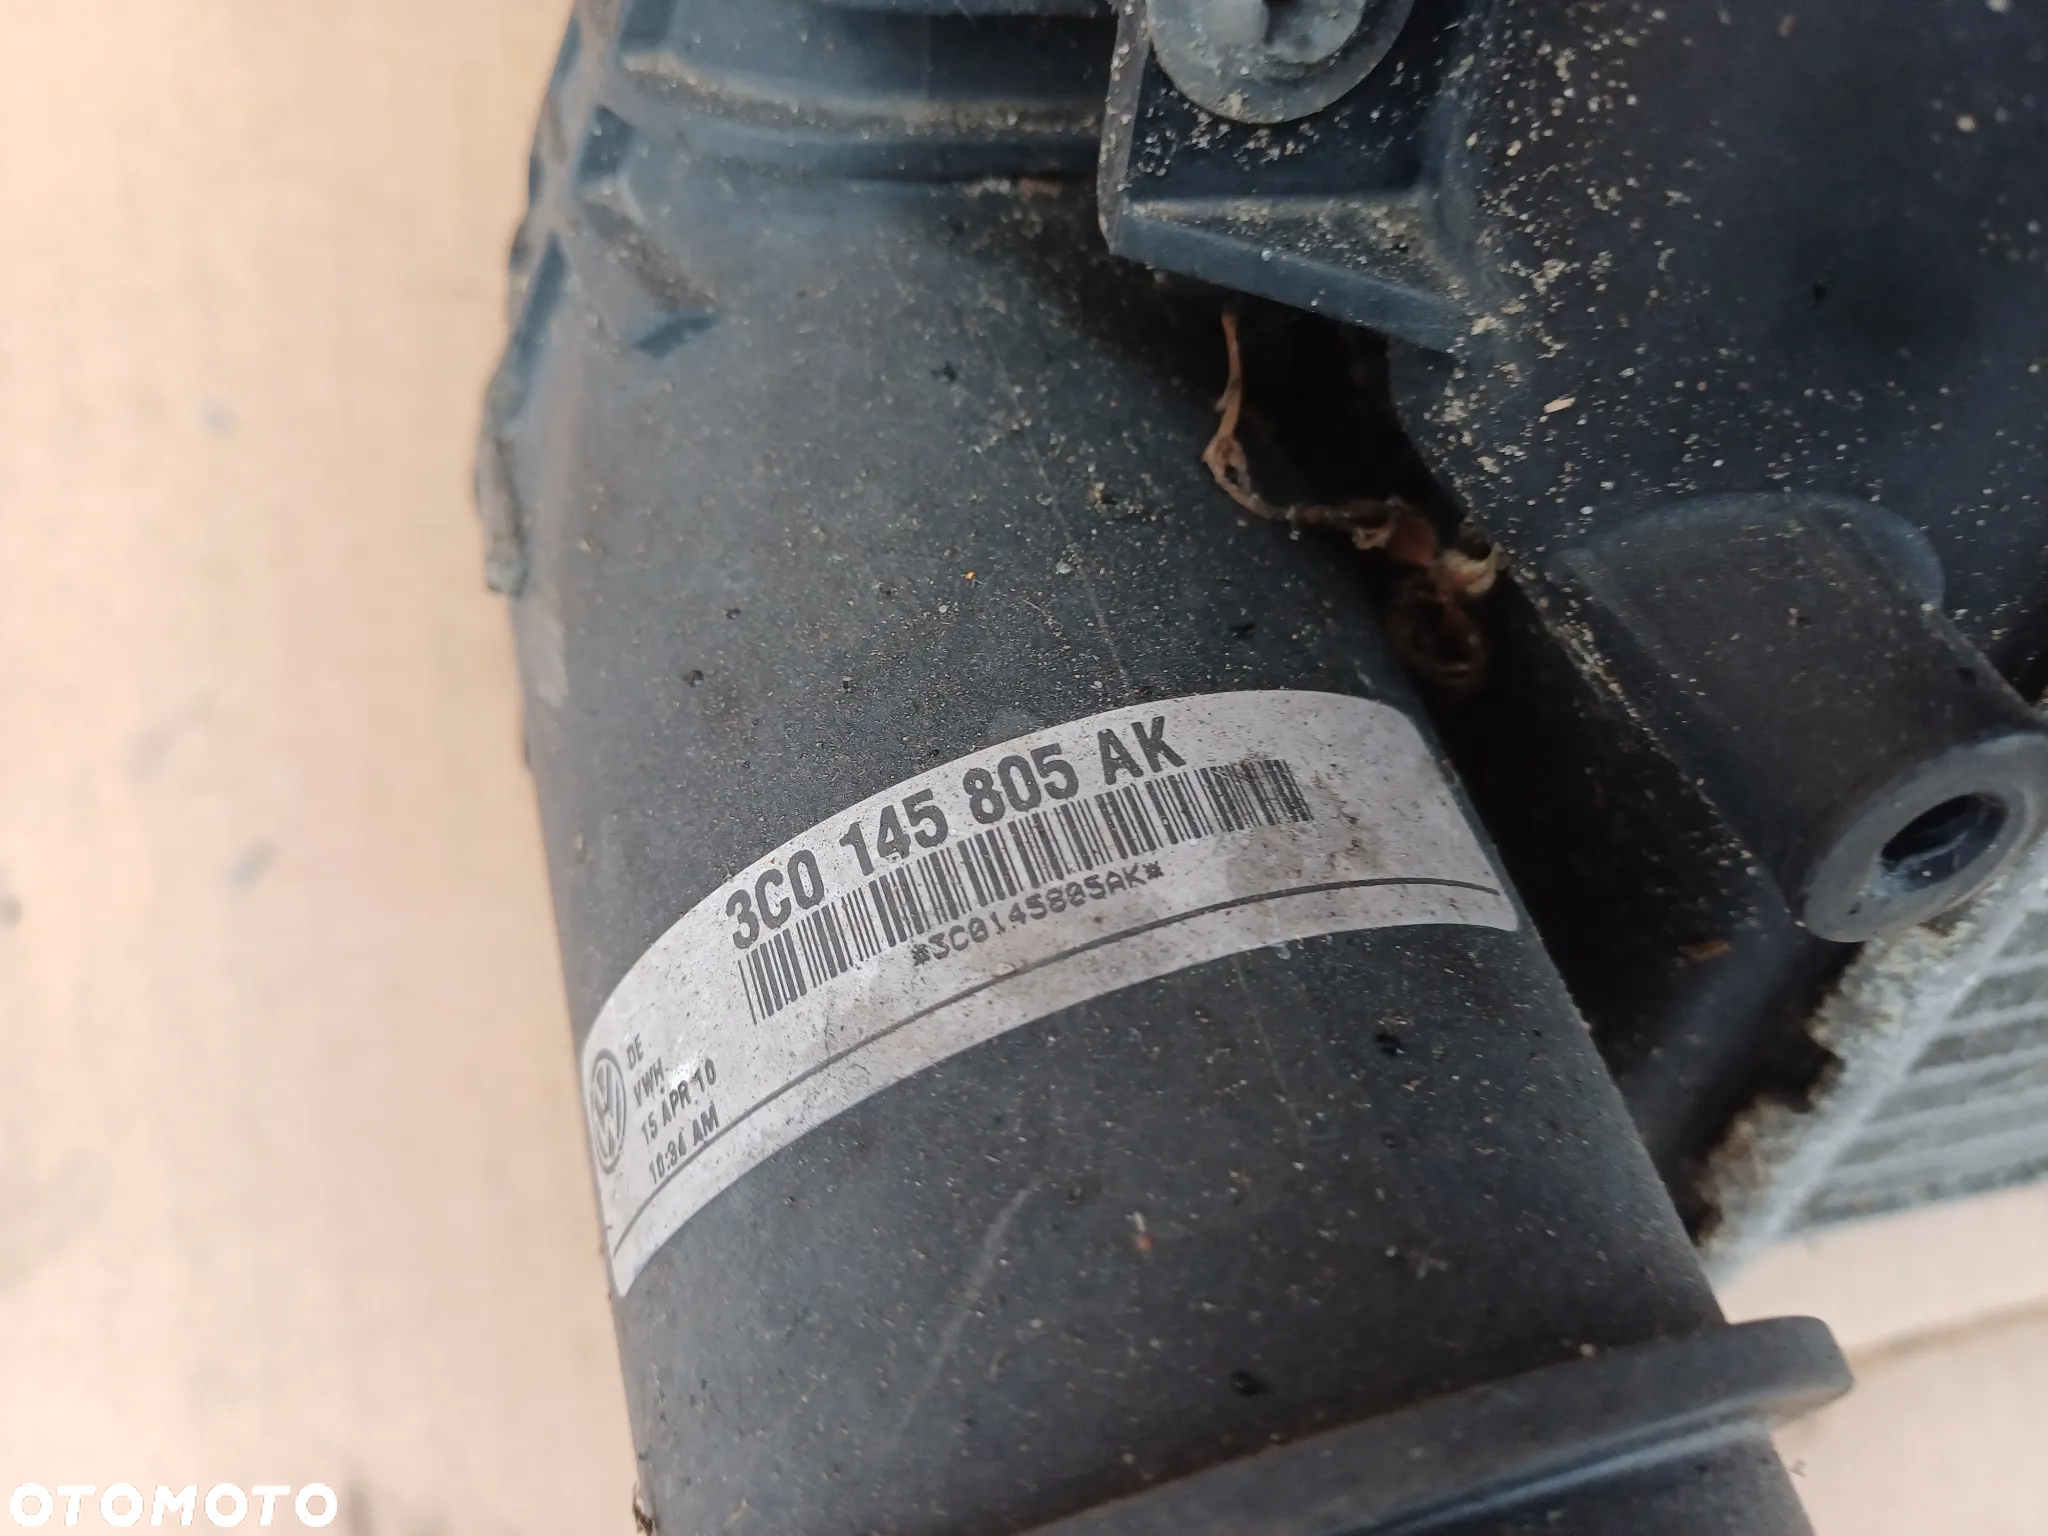 3C0 145 805 AK
*3C0145805AK*
DE
VWH
15 APR 10
10:34 AM
OTOMOTO